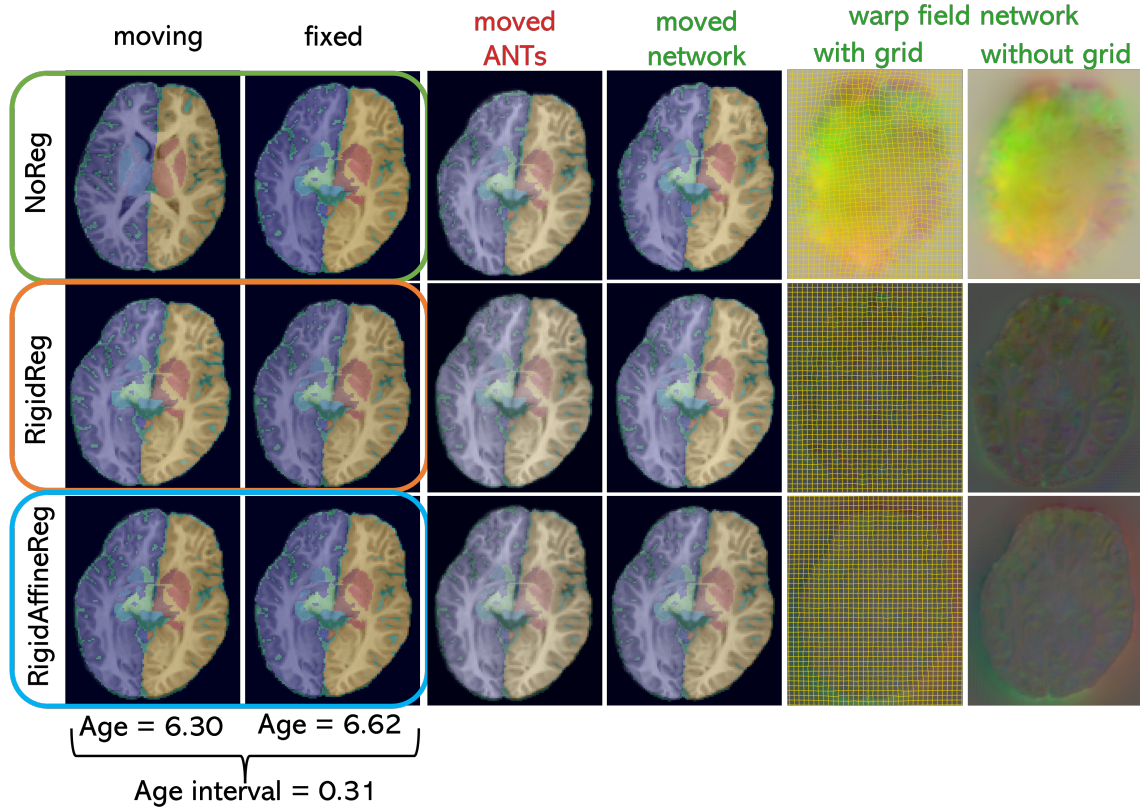 moving
fixed
moved
ANTs
moved
network
warp field network
with grid
without grid
NoReg
RigidReg
RigidAffineReg
Age = 6.30
Age = 6.62
Age interval = 0.31